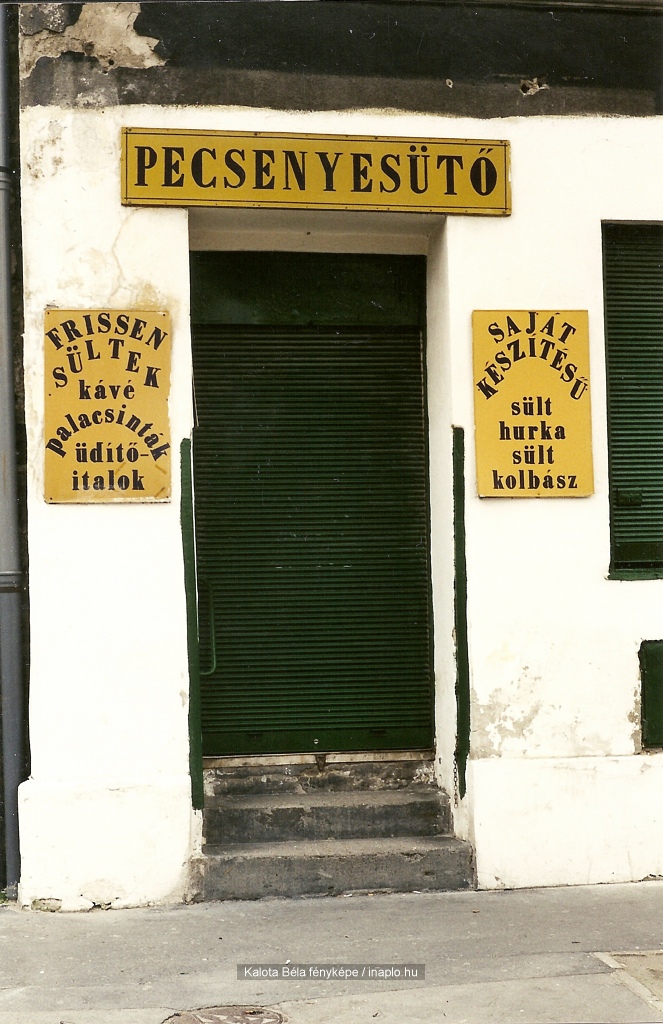 PECSENYESÜTŐ
FRISSEN
SÜLTEK
kávé
palacsinták
üdítő-
italok
SAJÁT
KÉSZÍTÉSŰ
sült
hurka
sült
kolbász
Kalota Béla fényképe / inaplo.hu